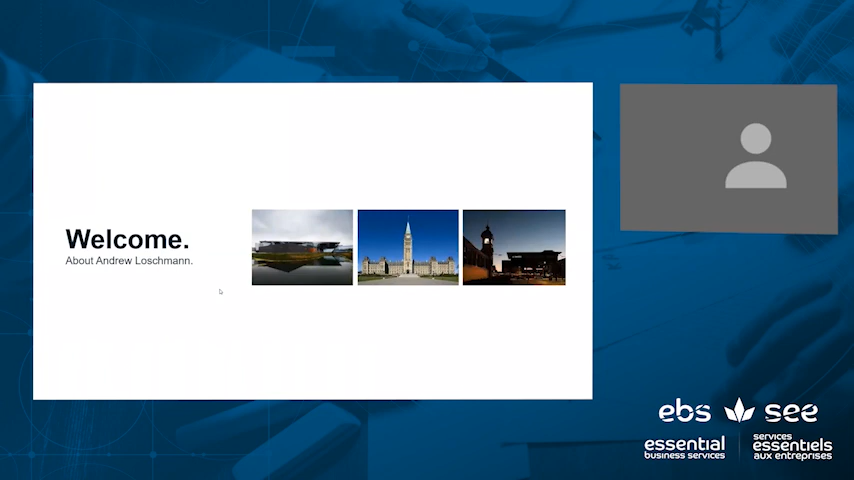 Welcome.
About Andrew Loschmann.
ebs see
essential
business services
services
essentiels
aux entreprises